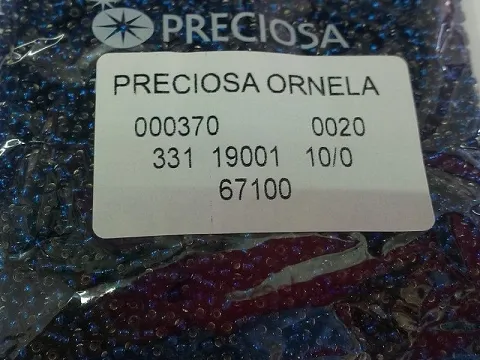 PRECIOSA
PRECIOSA ORNELA
000370 0020
331 19001 10/0
67100